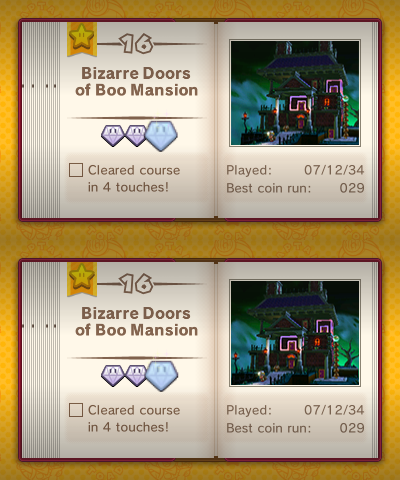 16
Bizarre Doors
of Boo Mansion
Cleared course
in 4 touches!
Played: 07/12/34
Best coin run: 029
16
Bizarre Doors
of Boo Mansion
Cleared course
in 4 touches!
Played: 07/12/34
Best coin run: 029